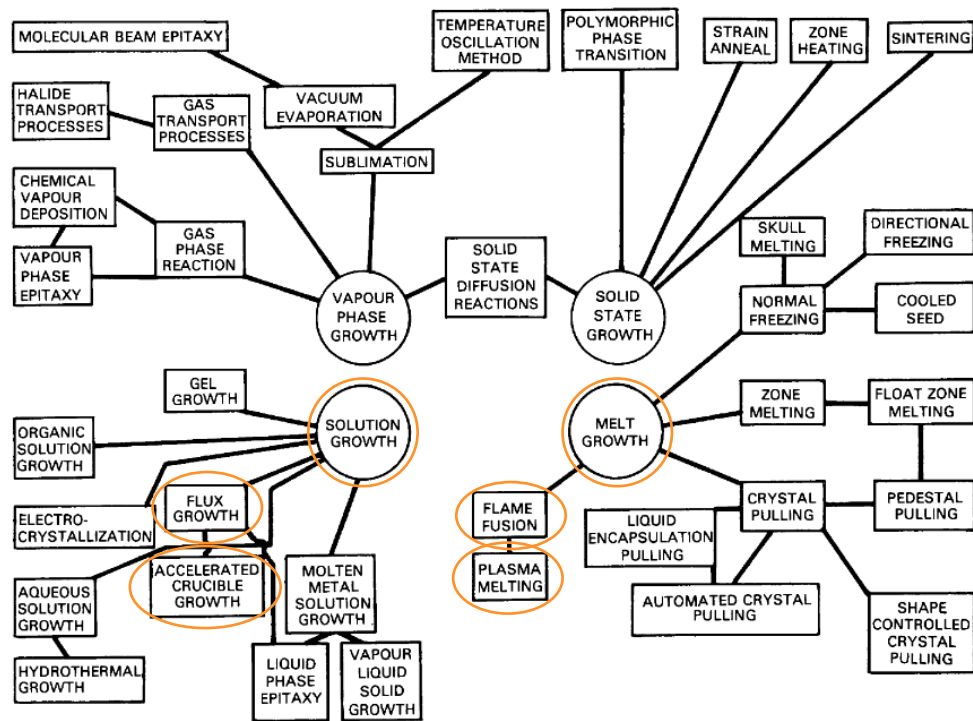 MOLECULAR BEAM EPITAXY
TEMPERATURE
OSCILLATION
METHOD
POLYMORPHIC
PHASE
TRANSITION
STRAIN
ANNEAL
ZONE
HEATING
SINTERING
HALIDE
TRANSPORT
PROCESSES
GAS
TRANSPORT
PROCESSES
VACUUM
EVAPORATION
SUBLIMATION
CHEMICAL
VAPOUR
DEPOSITION
VAPOUR
PHASE
EPITAXY
GAS
PHASE
REACTION
VAPOUR
PHASE
GROWTH
SOLID
STATE
DIFFUSION
REACTIONS
SOLID
STATE
GROWTH
SKULL
MELTING
DIRECTIONAL
FREEZING
NORMAL
FREEZING
COOLED
SEED
GEL
GROWTH
SOLUTION
GROWTH
MELT
GROWTH
ZONE
MELTING
FLOAT ZONE
MELTING
ORGANIC
SOLUTION
GROWTH
FLUX
GROWTH
FLAME
FUSION
CRYSTAL
PULLING
PEDESTAL
PULLING
ELECTRO-
CRYSTALLIZATION
LIQUID
ENCAPSULATION
PULLING
ACCELERATED
CRUCIBLE
GROWTH
MOLTEN
METAL
SOLUTION
GROWTH
PLASMA
MELTING
AQUEOUS
SOLUTION
GROWTH
AUTOMATED CRYSTAL
PULLING
SHAPE
CONTROLLED
CRYSTAL
PULLING
HYDROTHERMAL
GROWTH
LIQUID
PHASE
EPITAXY
VAPOUR
LIQUID
SOLID
GROWTH